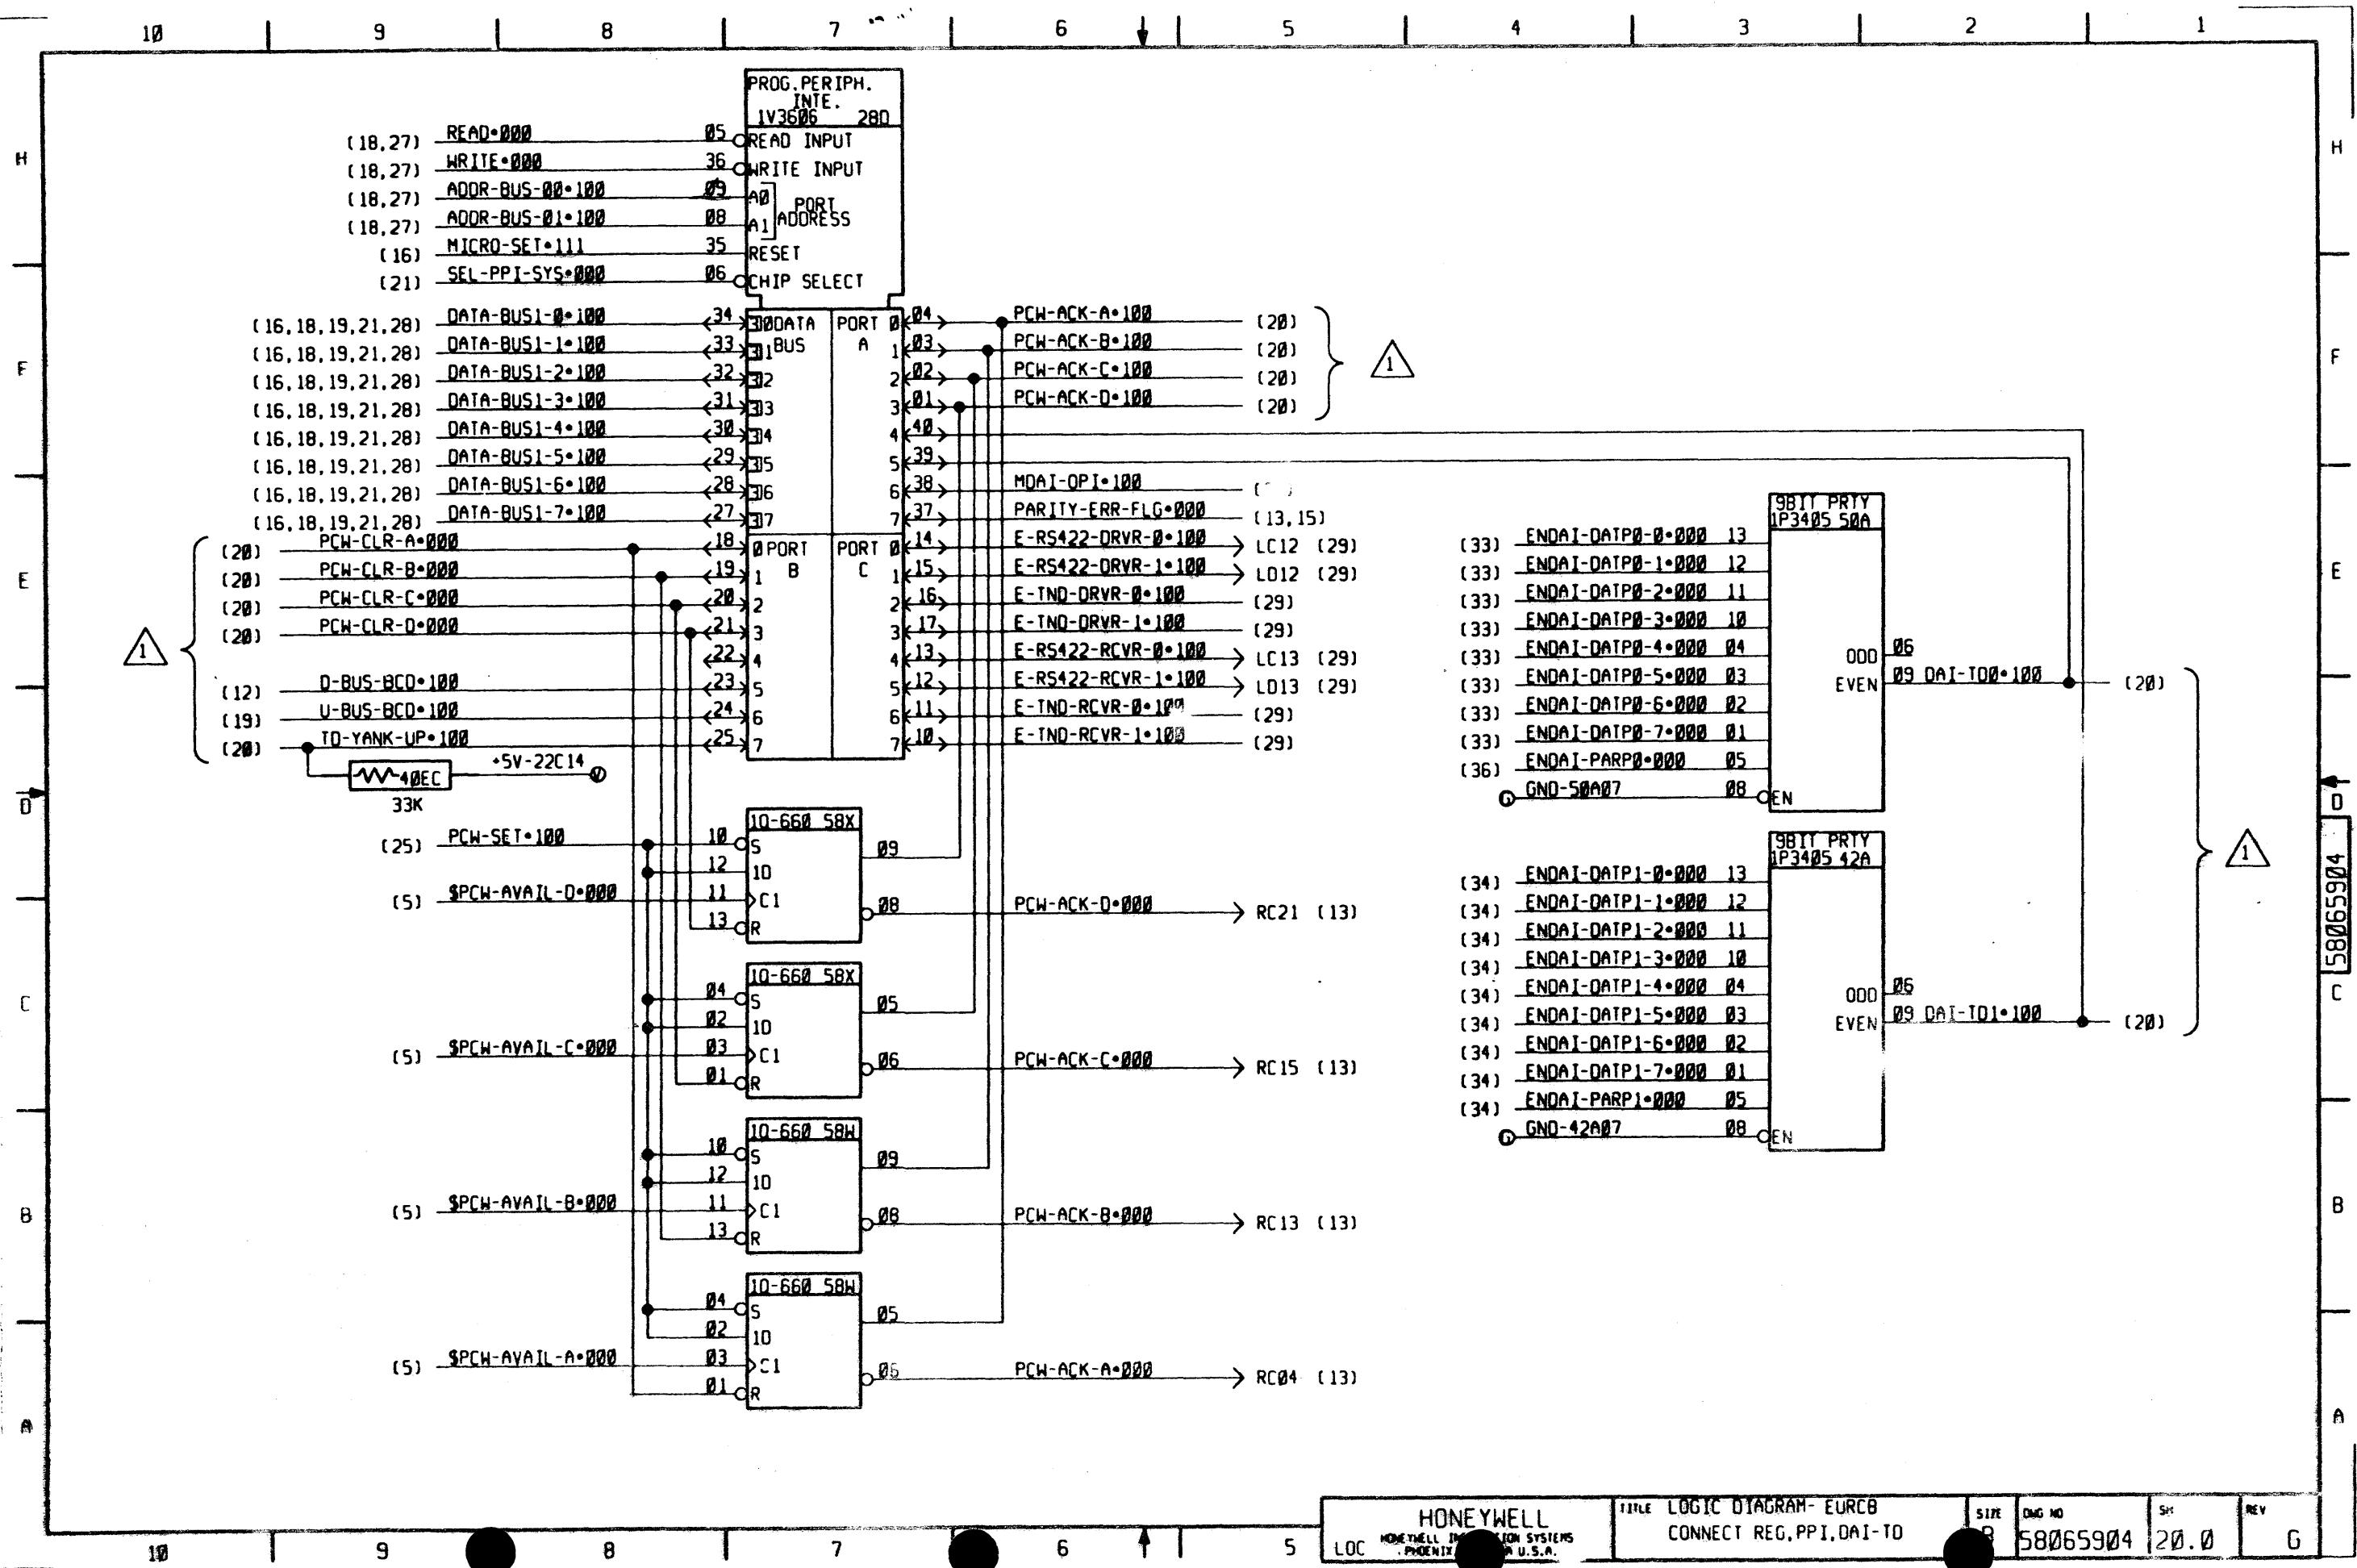 10 9 8 7 6 5 4 3 2 1
H
F
E
D
C
B
A
PROG.PERIPH.
INTE.
1V3606 28D
(18,27) READ•000 05 READ INPUT
(18,27) WRITE•000 36 WRITE INPUT
(18,27) ADDR-BUS-00•100 09 A0
PORT
ADDRESS
(18,27) ADDR-BUS-01•100 08 A1
(16) MICRO-SET•111 35 RESET
(21) SEL-PPI-SYS•000 06 CHIP SELECT
DATA
BUS
PORT
A
(16,18,19,21,28) DATA-BUS1-0•100 34 0
(16,18,19,21,28) DATA-BUS1-1•100 33 1
(16,18,19,21,28) DATA-BUS1-2•100 32 2
(16,18,19,21,28) DATA-BUS1-3•100 31 3
(16,18,19,21,28) DATA-BUS1-4•100 30 4
(16,18,19,21,28) DATA-BUS1-5•100 29 5
(16,18,19,21,28) DATA-BUS1-6•100 28 6
(16,18,19,21,28) DATA-BUS1-7•100 27 7
0 04 PCW-ACK-A•100 (20)
1 03 PCW-ACK-B•100 (20)
2 02 PCW-ACK-C•100 (20)
3 01 PCW-ACK-D•100 (20)
1
4 40
5 39
6 38 MDAI-OPI•100
7 37 PARITY-ERR-FLG•000 (13,15)
PORT
B
PORT
C
(20) PCW-CLR-A•000 18 0
(20) PCW-CLR-B•000 19 1
(20) PCW-CLR-C•000 20 2
(20) PCW-CLR-D•000 21 3
22 4
(12) D-BUS-BCD•100 23 5
(19) U-BUS-BCD•100 24 6
(20) TD-YANK-UP•100 25 7
1
40EC
33K
+5V-22C14 V
0 14 E-RS422-DRVR-0•100 LC12 (29)
1 15 E-RS422-DRVR-1•100 LD12 (29)
2 16 E-TND-DRVR-0•100 (29)
3 17 E-TND-DRVR-1•100 (29)
4 13 E-RS422-RCVR-0•100 LC13 (29)
5 12 E-RS422-RCVR-1•100 LD13 (29)
6 11 E-TND-RCVR-0•100 (29)
7 10 E-TND-RCVR-1•100 (29)
1Q-660 58X
(25) PCW-SET•100 10 S 09
12 1D
(5) $PCW-AVAIL-D•000 11 C1 08 PCW-ACK-D•000 RC21 (13)
13 R
1Q-660 58X
04 S 05
02 1D
(5) $PCW-AVAIL-C•000 03 C1 06 PCW-ACK-C•000 RC15 (13)
01 R
1Q-660 58W
10 S 09
12 1D
(5) $PCW-AVAIL-B•000 11 C1 08 PCW-ACK-B•000 RC13 (13)
13 R
1Q-660 58W
04 S 05
02 1D
(5) $PCW-AVAIL-A•000 03 C1 06 PCW-ACK-A•000 RC04 (13)
01 R
9BIT PRTY
1P3405 50A
(33) ENDAI-DATP0-0•000 13
(33) ENDAI-DATP0-1•000 12
(33) ENDAI-DATP0-2•000 11
(33) ENDAI-DATP0-3•000 10
(33) ENDAI-DATP0-4•000 04
(33) ENDAI-DATP0-5•000 03
(33) ENDAI-DATP0-6•000 02
(33) ENDAI-DATP0-7•000 01
(36) ENDAI-PARP0•000 05
G GND-50A07 08 EN
ODD 06
EVEN 09 DAI-TD0•100 (20)
9BIT PRTY
1P3405 42A
(34) ENDAI-DATP1-0•000 13
(34) ENDAI-DATP1-1•000 12
(34) ENDAI-DATP1-2•000 11
(34) ENDAI-DATP1-3•000 10
(34) ENDAI-DATP1-4•000 04
(34) ENDAI-DATP1-5•000 03
(34) ENDAI-DATP1-6•000 02
(34) ENDAI-DATP1-7•000 01
(34) ENDAI-PARP1•000 05
G GND-42A07 08 EN
ODD 06
EVEN 09 DAI-TD1•100 (20)
1
H
F
E
D
58065904
C
B
A
10 9 8 7 6 5
LOC
HONEYWELL
HONEYWELL SYSTEMS
PHOENIX U.S.A.
TITLE LOGIC DIAGRAM- EURCB
CONNECT REG,PPI,DAI-TD
SIZE
B
DWG NO
58065904
SH
20.0
REV
G